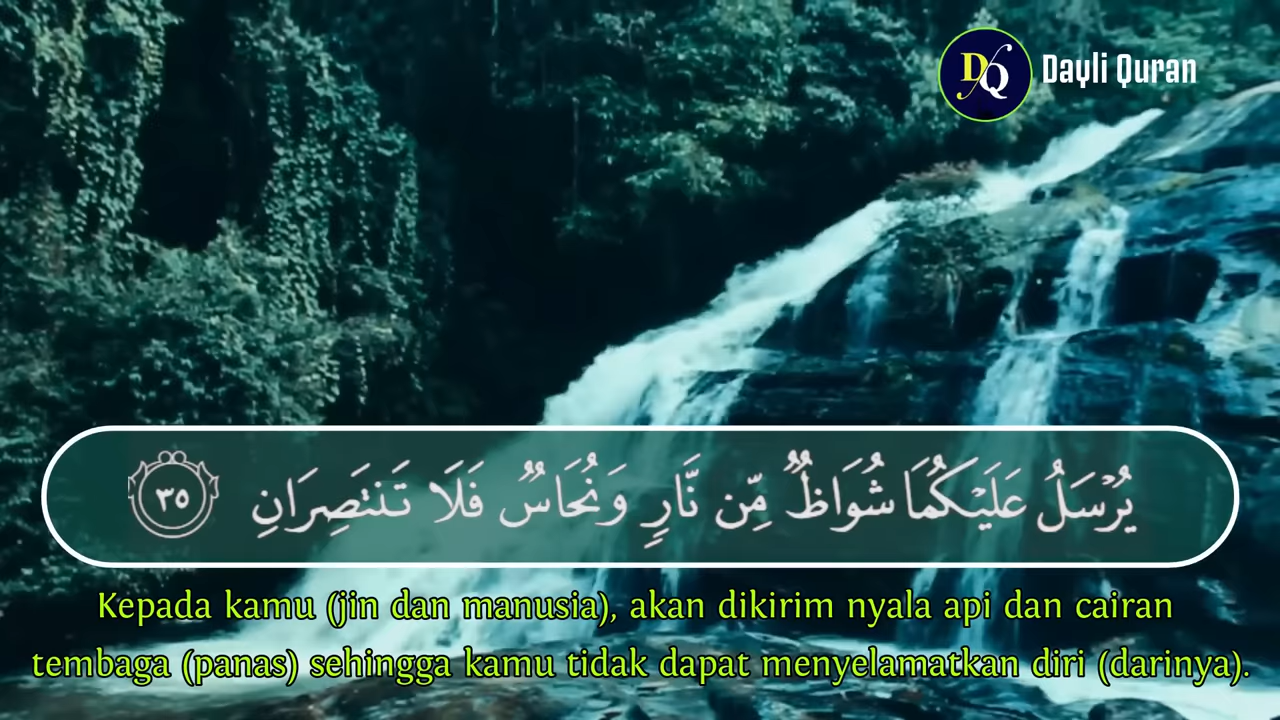 DQ
Dayli Quran
يُرْسَلُ عَلَيْكُمَا شُوَاظٌ مِّن نَّارٍ وَنُحَاسٌ فَلَا تَنتَصِرَانِ ٣٥
Kepada kamu (jin dan manusia), akan dikirim nyala api dan cairan
tembaga (panas) sehingga kamu tidak dapat menyelamatkan diri (darinya).